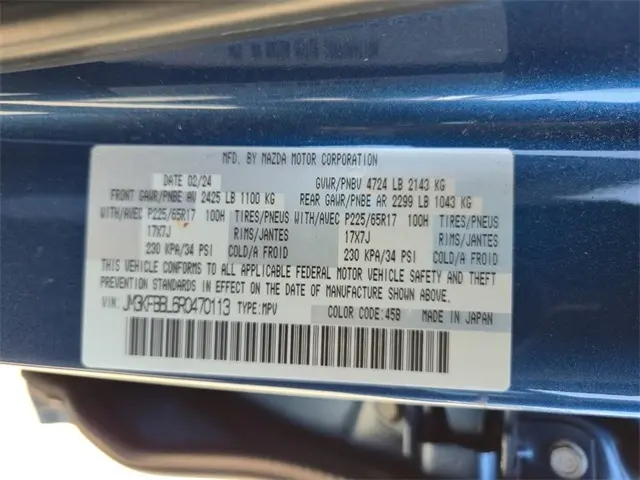 MFD. BY MAZDA MOTOR CORPORATION
DATE 02/24 GVWR/PNBV 4724 LB 2143 KG
FRONT GAWR/PNBE AV 2425 LB 1100 KG REAR GAWR/PNBE AR 2299 LB 1043 KG
WITH/AVEC P225/65R17 100H TIRES/PNEUS WITH/AVEC P225/65R17 100H TIRES/PNEUS
17X7J RIMS/JANTES 17X7J RIMS/JANTES
230 KPA/34 PSI COLD/A FROID 230 KPA/34 PSI COLD/A FROID
THIS VEHICLE CONFORMS TO ALL APPLICABLE FEDERAL MOTOR VEHICLE SAFETY AND THEFT
PREVENTION STANDARDS IN EFFECT ON THE DATE OF MANUFACTURE SHOWN ABOVE.
VIN: JM3KFBBL6R0470113 TYPE:MPV COLOR CODE:45B MADE IN JAPAN